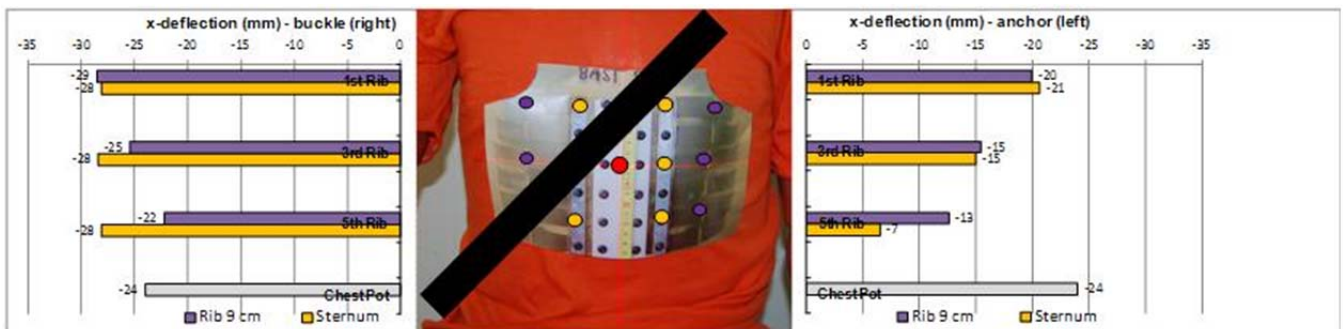 x-deflection (mm) - buckle (right)
-35 -30 -25 -20 -15 -10 -5 0
-29 1st Rib
-28
-25 3rd Rib
-28
-22 5th Rib
-28
-24 ChestPot
Rib 9 cm Sternum
x-deflection (mm) - anchor (left)
0 -5 -10 -15 -20 -25 -30 -35
1st Rib -20
-21
3rd Rib -15
-15
5th Rib -13
-7
ChestPot -24
Rib 9 cm Sternum